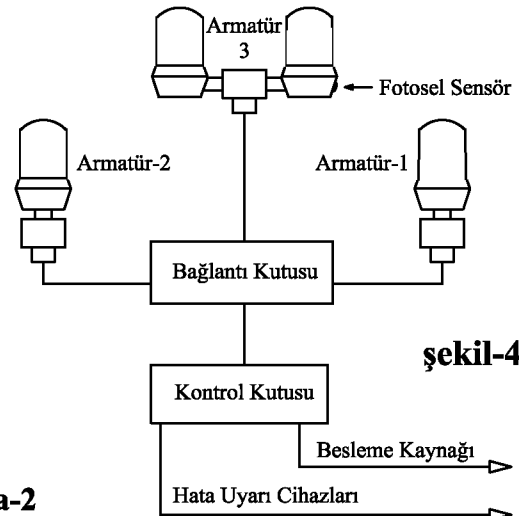 Armatür
3
Fotosel Sensör
Armatür-2
Armatür-1
Bağlantı Kutusu
şekil-4
Kontrol Kutusu
Besleme Kaynağı
Hata Uyarı Cihazları
a-2